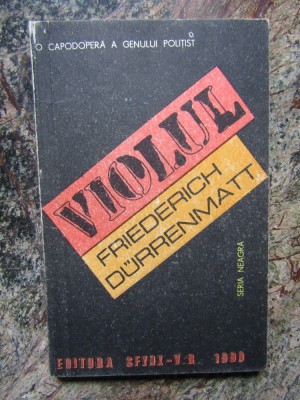 O CAPODOPERĂ A GENULUI POLIȚIST
VIOLUL
FRIEDERICH
DÜRRENMATT
SERIA NEAGRĂ
EDITURA SFYNX-V.R. 1990